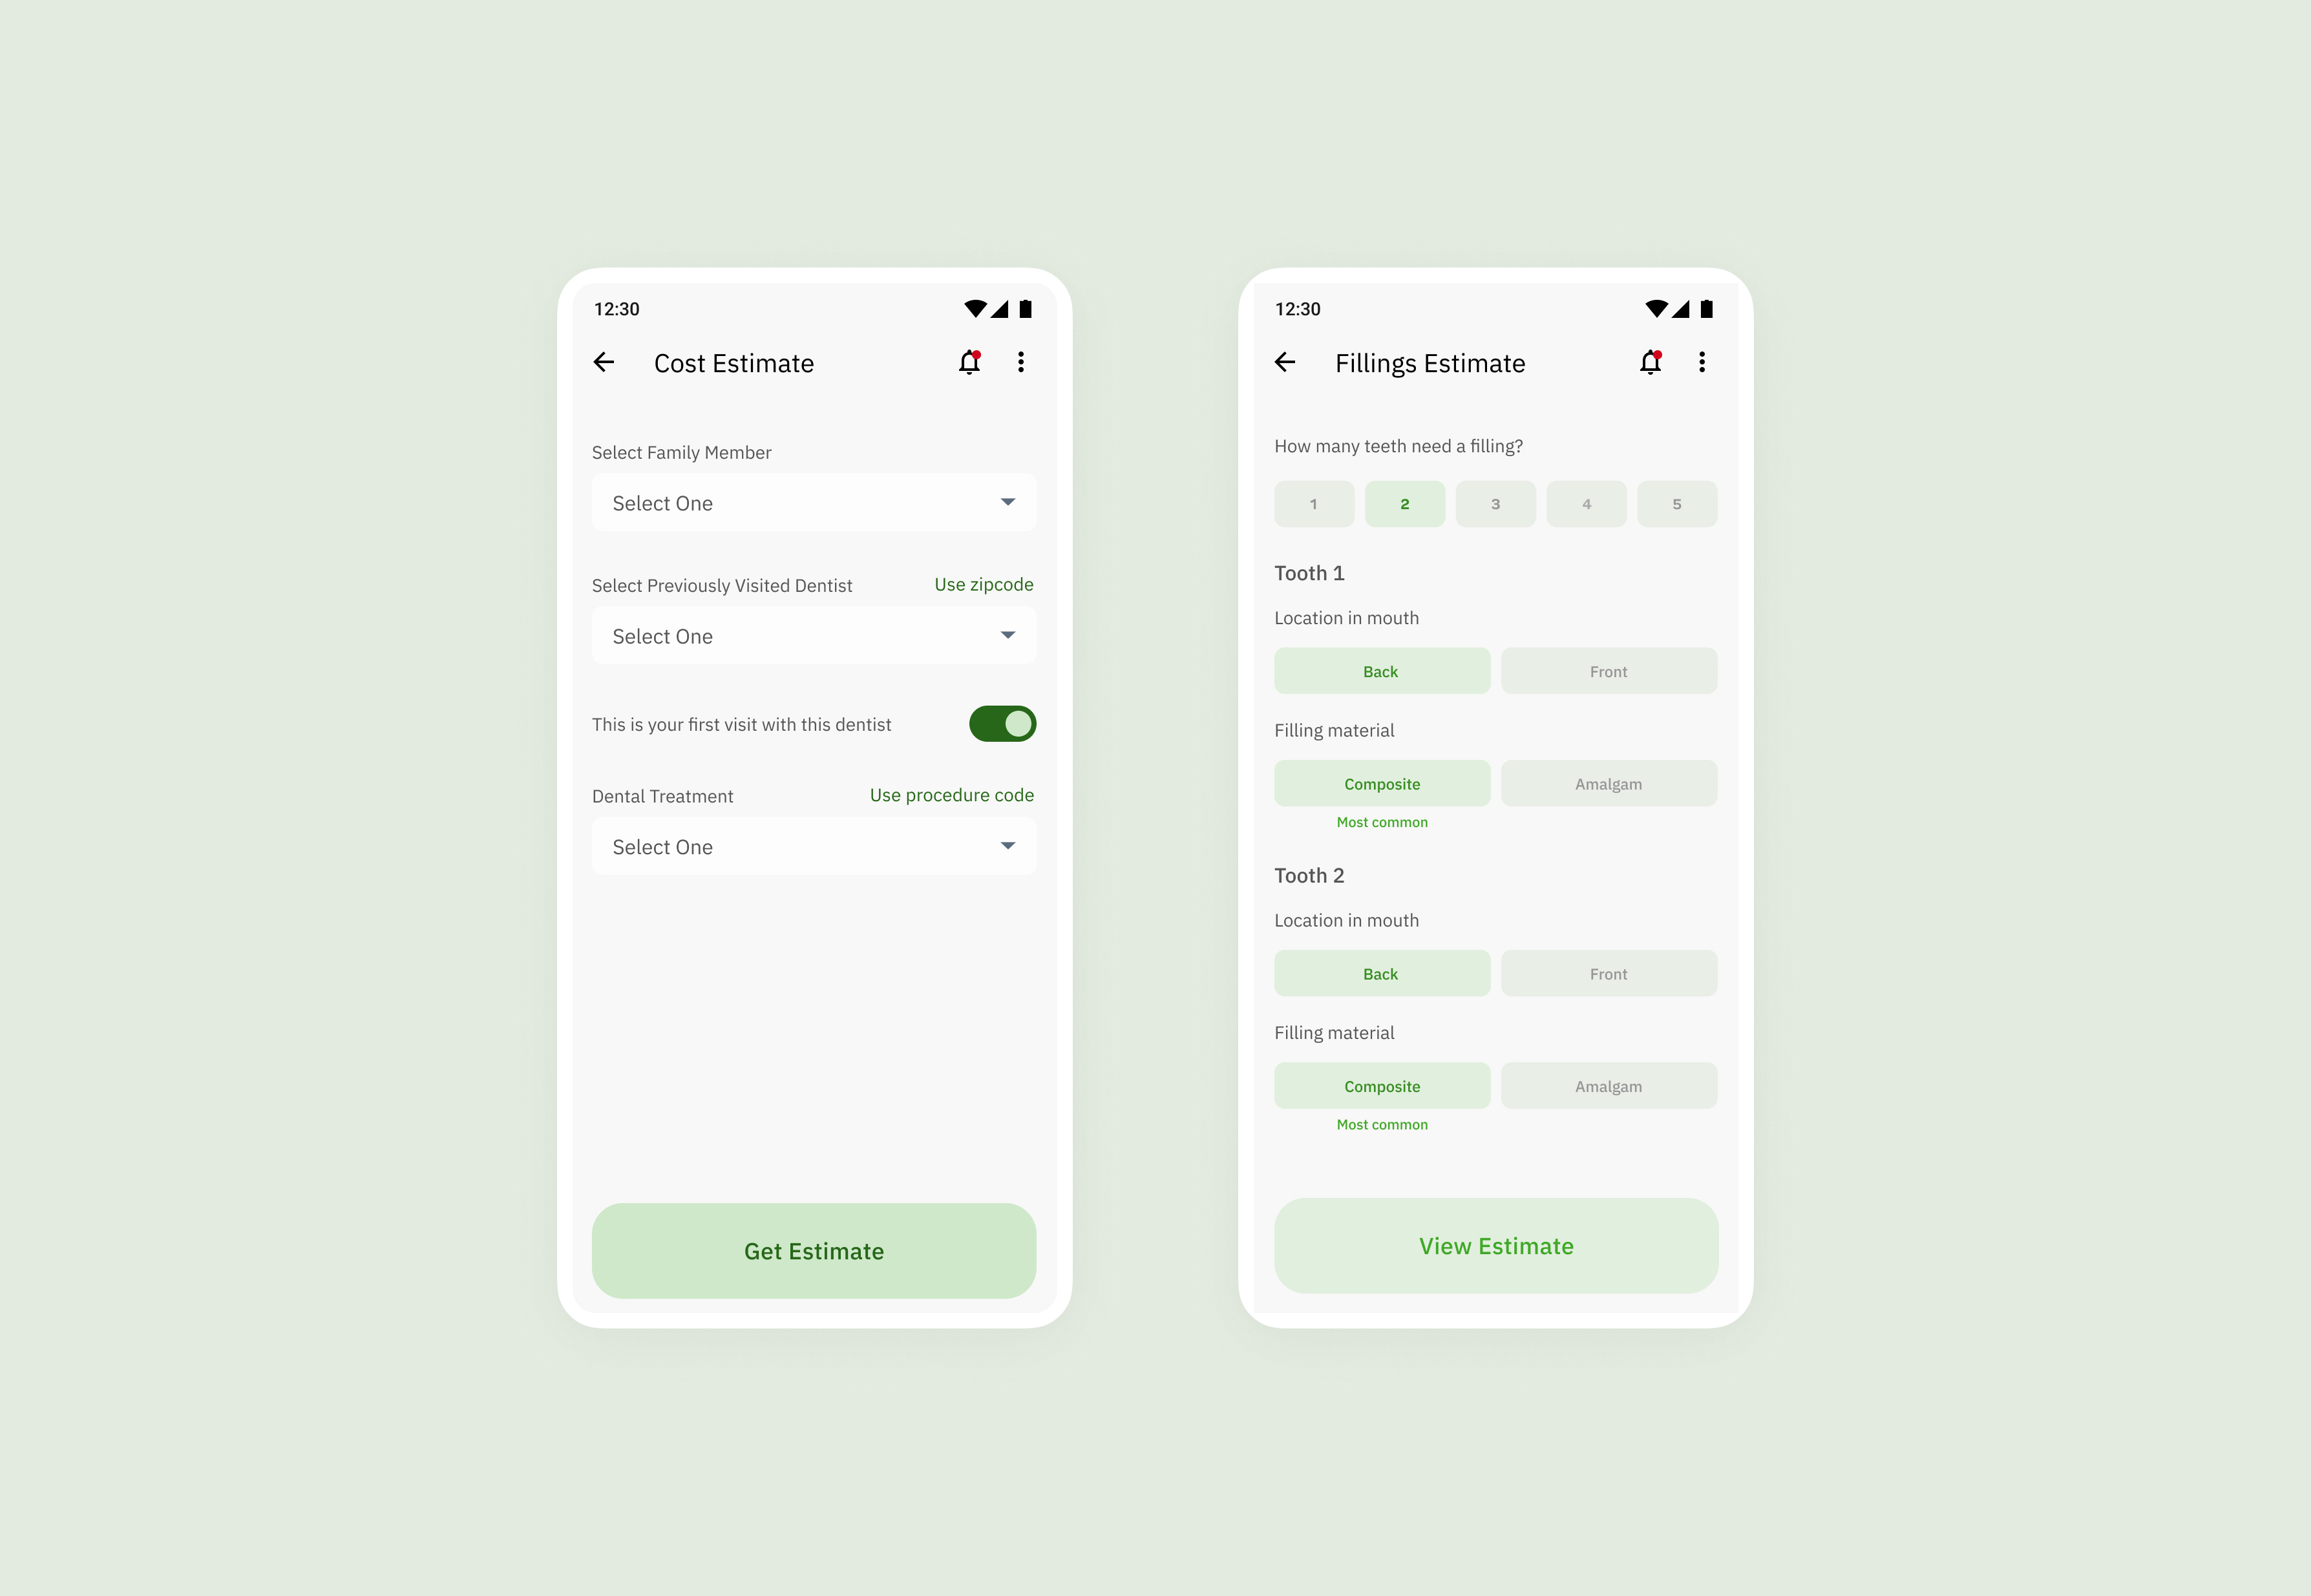 12:30
Cost Estimate
Select Family Member
Select One
Select Previously Visited Dentist Use zipcode
Select One
This is your first visit with this dentist
Dental Treatment Use procedure code
Select One
Get Estimate
12:30
Fillings Estimate
How many teeth need a filling?
1 2 3 4 5
Tooth 1
Location in mouth
Back Front
Filling material
Composite Amalgam
Most common
Tooth 2
Location in mouth
Back Front
Filling material
Composite Amalgam
Most common
View Estimate